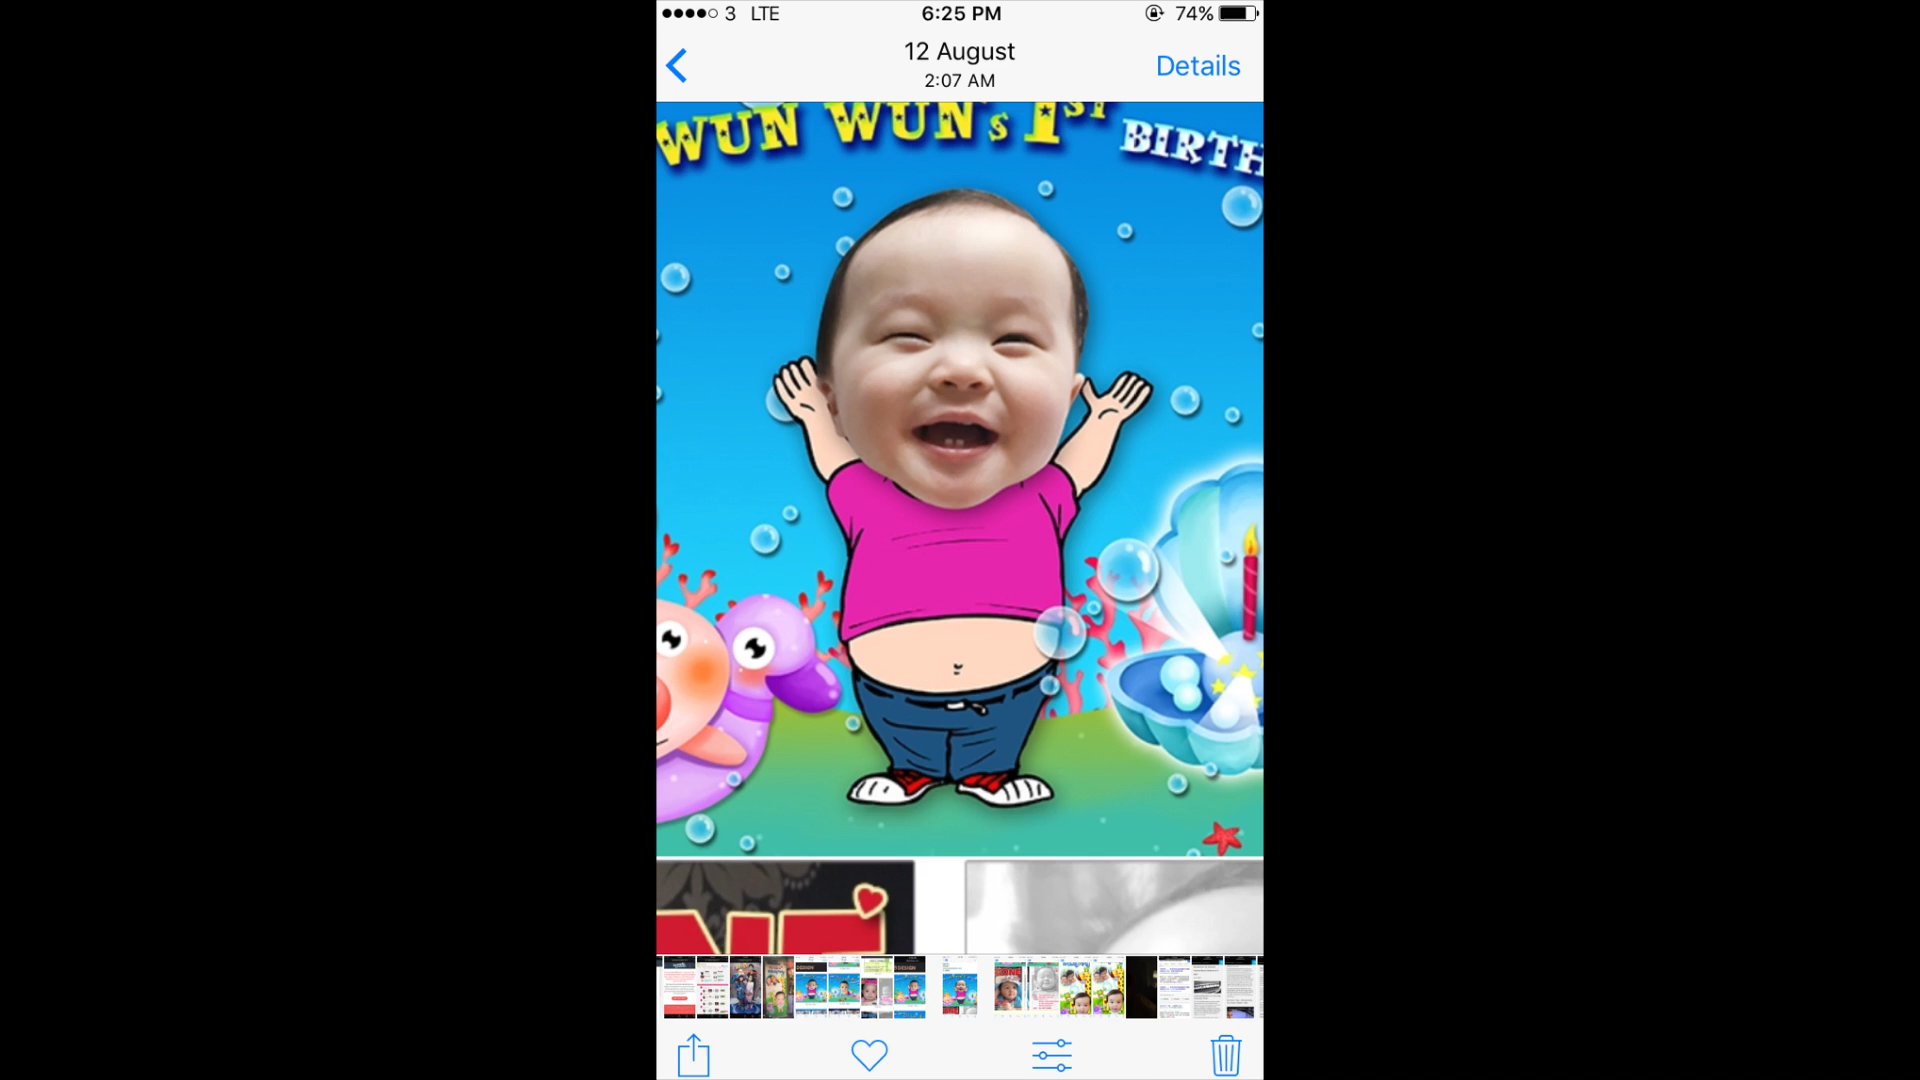 3 LTE 6:25 PM 74%
12 August
2:07 AM
Details
WUN WUN's 1ST BIRTH